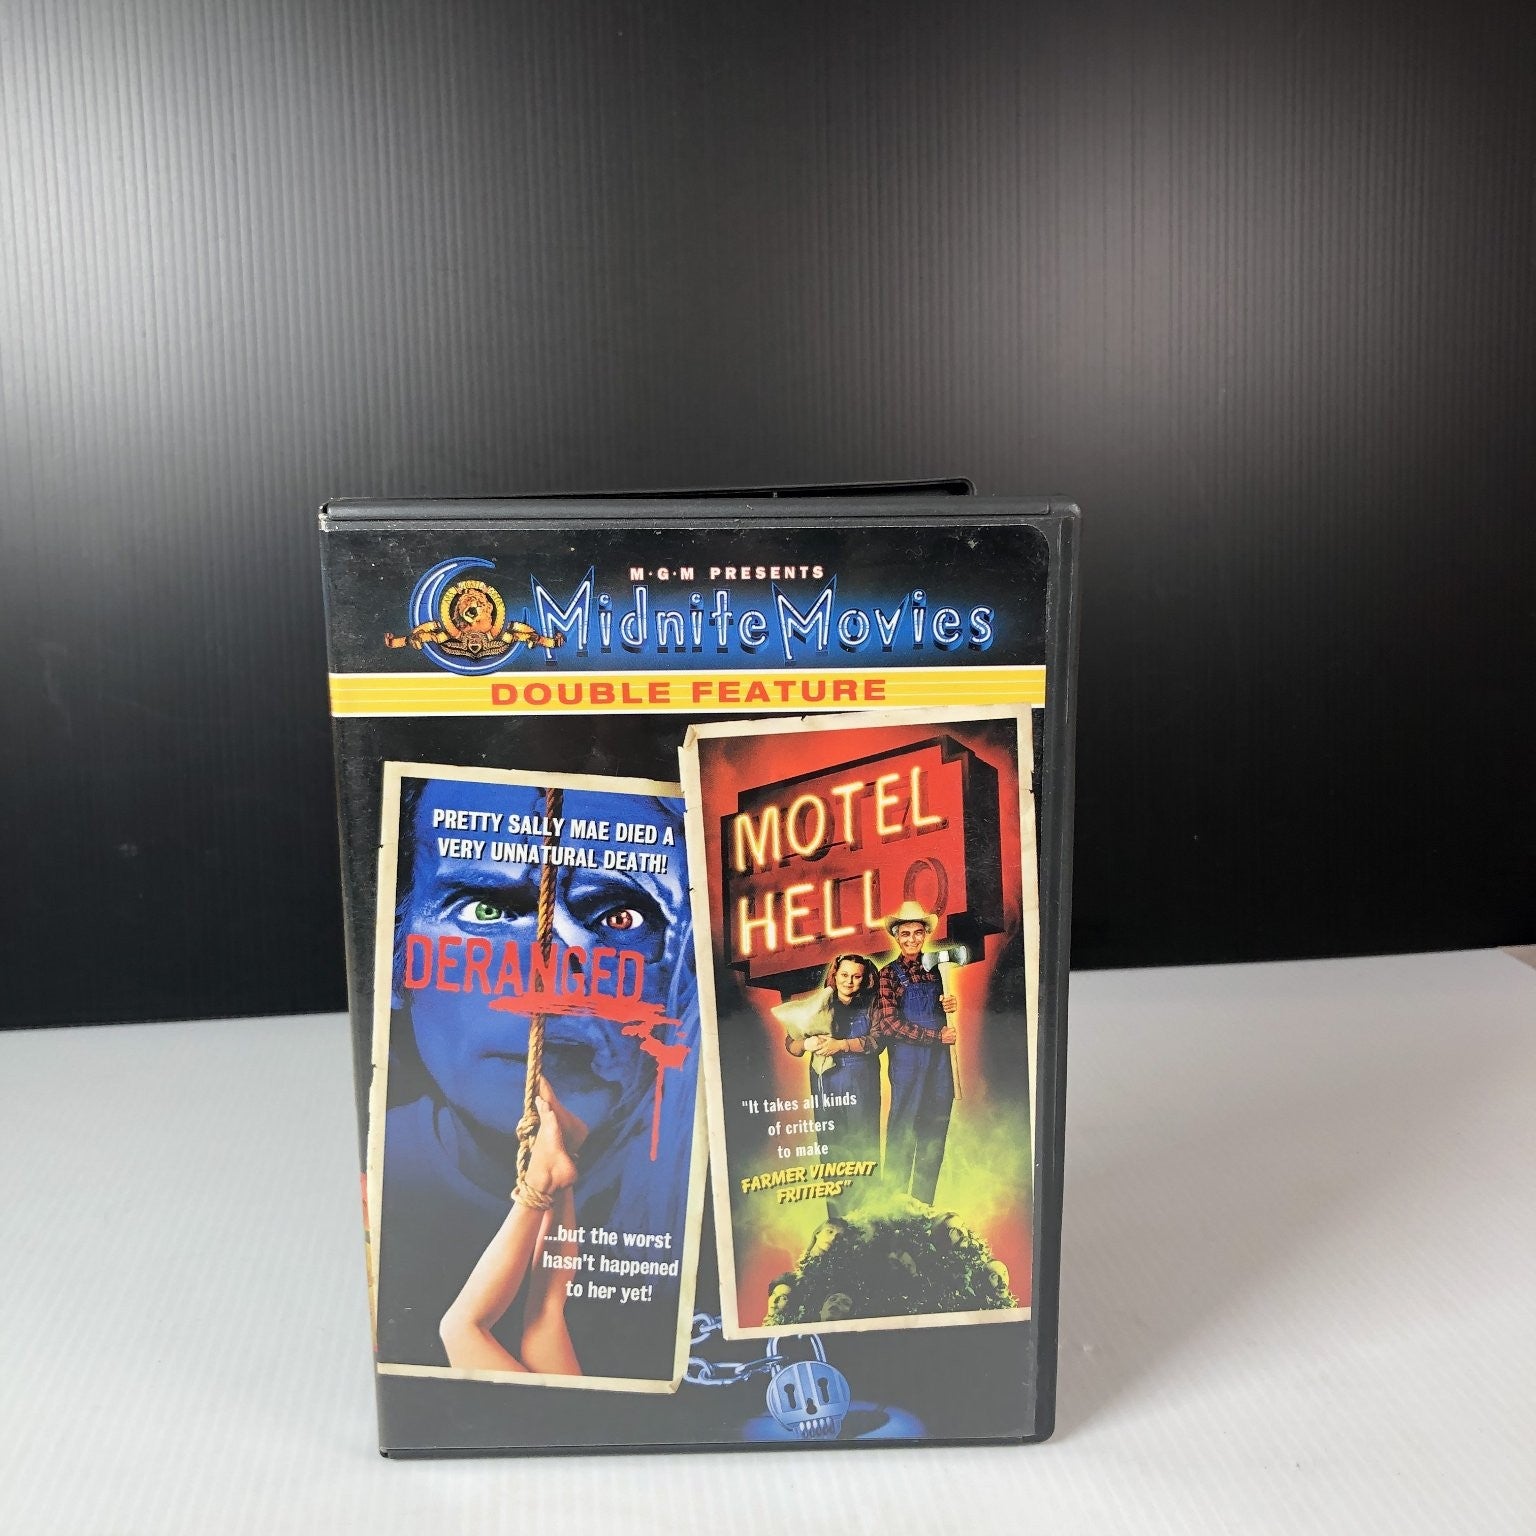 M·G·M PRESENTS
Midnite Movies
DOUBLE FEATURE
PRETTY SALLY MAE DIED A
VERY UNNATURAL DEATH!
DERANGED
...but the worst
hasn't happened
to her yet!
MOTEL
HELLO
"It takes all kinds
of critters
to make
FARMER VINCENT
FRITTERS"